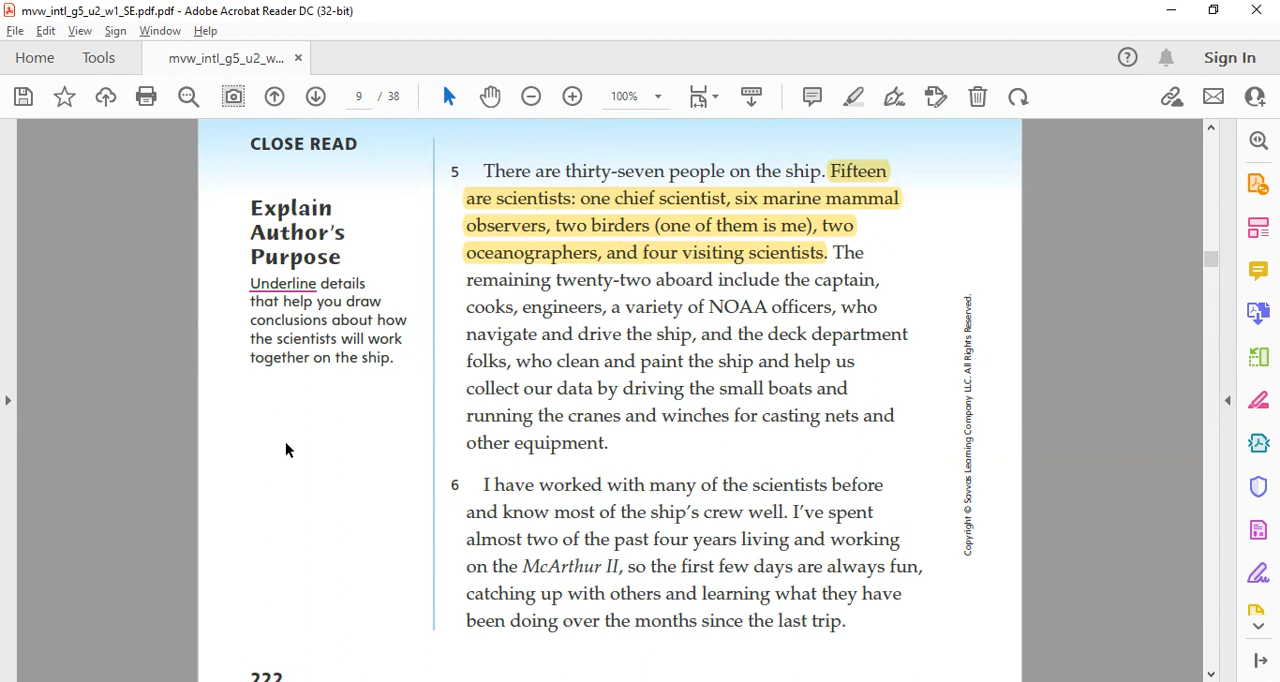 mvw_intl_g5_u2_w1_SE.pdf.pdf - Adobe Acrobat Reader DC (32-bit)
File Edit View Sign Window Help
Home Tools mvw_intl_g5_u2_w... × Sign In
9 / 38 100%
CLOSE READ
Explain
Author's
Purpose
Underline details
that help you draw
conclusions about how
the scientists will work
together on the ship.
5 There are thirty-seven people on the ship. Fifteen
are scientists: one chief scientist, six marine mammal
observers, two birders (one of them is me), two
oceanographers, and four visiting scientists. The
remaining twenty-two aboard include the captain,
cooks, engineers, a variety of NOAA officers, who
navigate and drive the ship, and the deck department
folks, who clean and paint the ship and help us
collect our data by driving the small boats and
running the cranes and winches for casting nets and
other equipment.
6 I have worked with many of the scientists before
and know most of the ship's crew well. I've spent
almost two of the past four years living and working
on the McArthur II, so the first few days are always fun,
catching up with others and learning what they have
been doing over the months since the last trip.
Copyright © Savvas Learning Company LLC. All Rights Reserved.
222